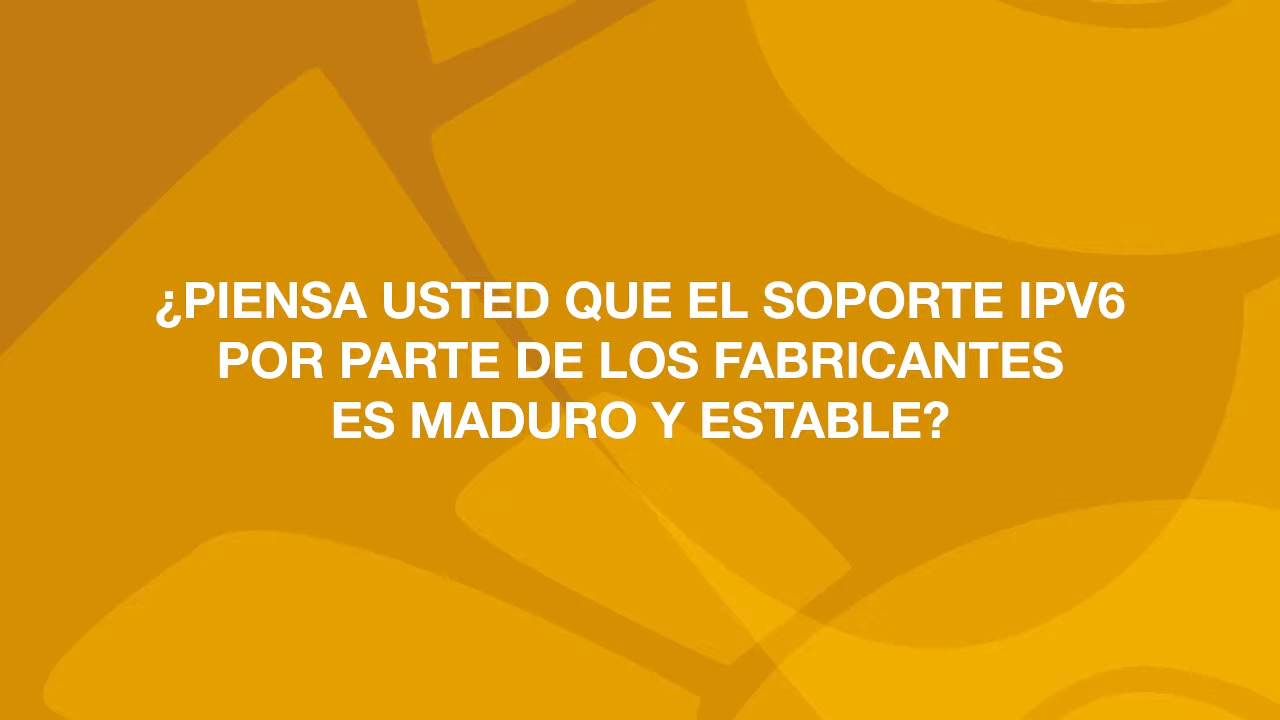 ¿PIENSA USTED QUE EL SOPORTE IPV6
POR PARTE DE LOS FABRICANTES
ES MADURO Y ESTABLE?